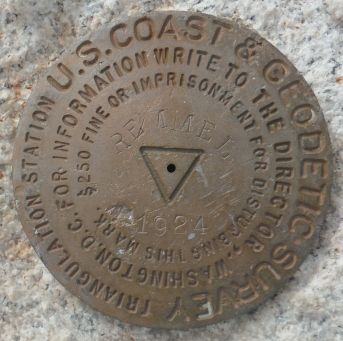 U.S. COAST & GEODETIC SURVEY
TRIANGULATION STATION
FOR INFORMATION WRITE TO THE DIRECTOR, WASHINGTON, D.C.
$250 FINE OR IMPRISONMENT FOR DISTURBING THIS MARK.
1924